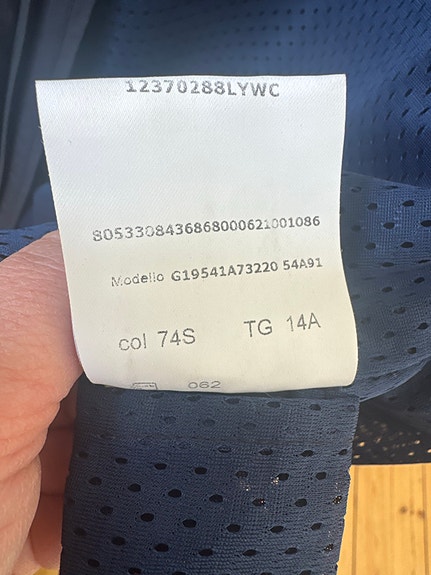 12370288LYWC
8053308436868000621001086
Modello G19541A73220 54A91
col 74S TG 14A
062